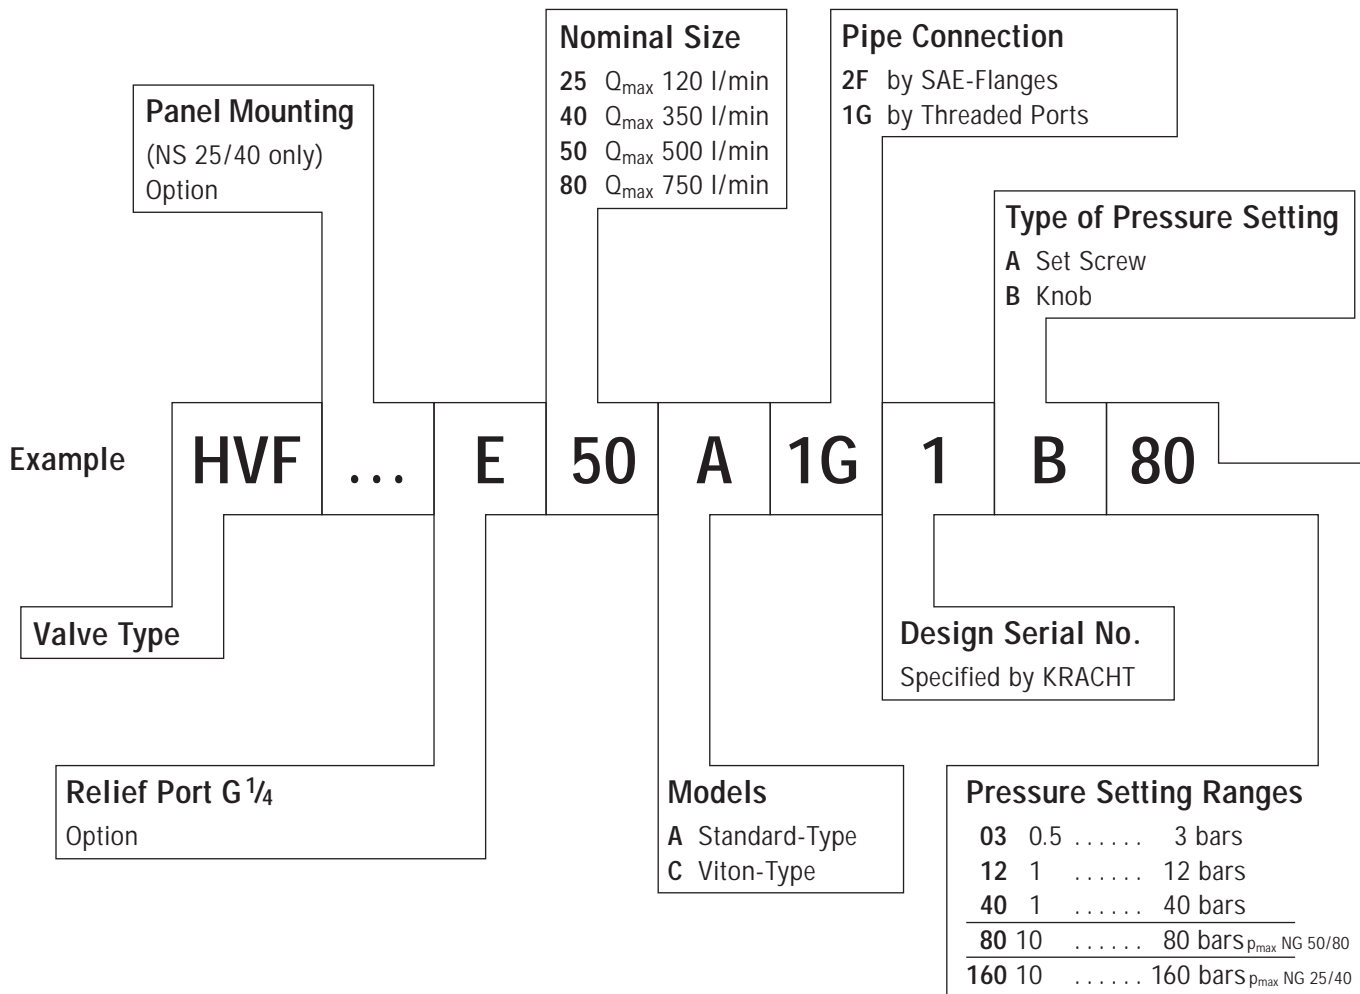 Nominal Size
25 Qmax 120 l/min
40 Qmax 350 l/min
50 Qmax 500 l/min
80 Qmax 750 l/min
Pipe Connection
2F by SAE-Flanges
1G by Threaded Ports
Panel Mounting
(NS 25/40 only)
Option
Type of Pressure Setting
A Set Screw
B Knob
Example HVF ... E 50 A 1G 1 B 80
Valve Type
Design Serial No.
Specified by KRACHT
Relief Port G 1/4
Option
Models
A Standard-Type
C Viton-Type
Pressure Setting Ranges
03 0.5 ...... 3 bars
12 1 ...... 12 bars
40 1 ...... 40 bars
80 10 ...... 80 bars pmax NG 50/80
160 10 ...... 160 bars pmax NG 25/40